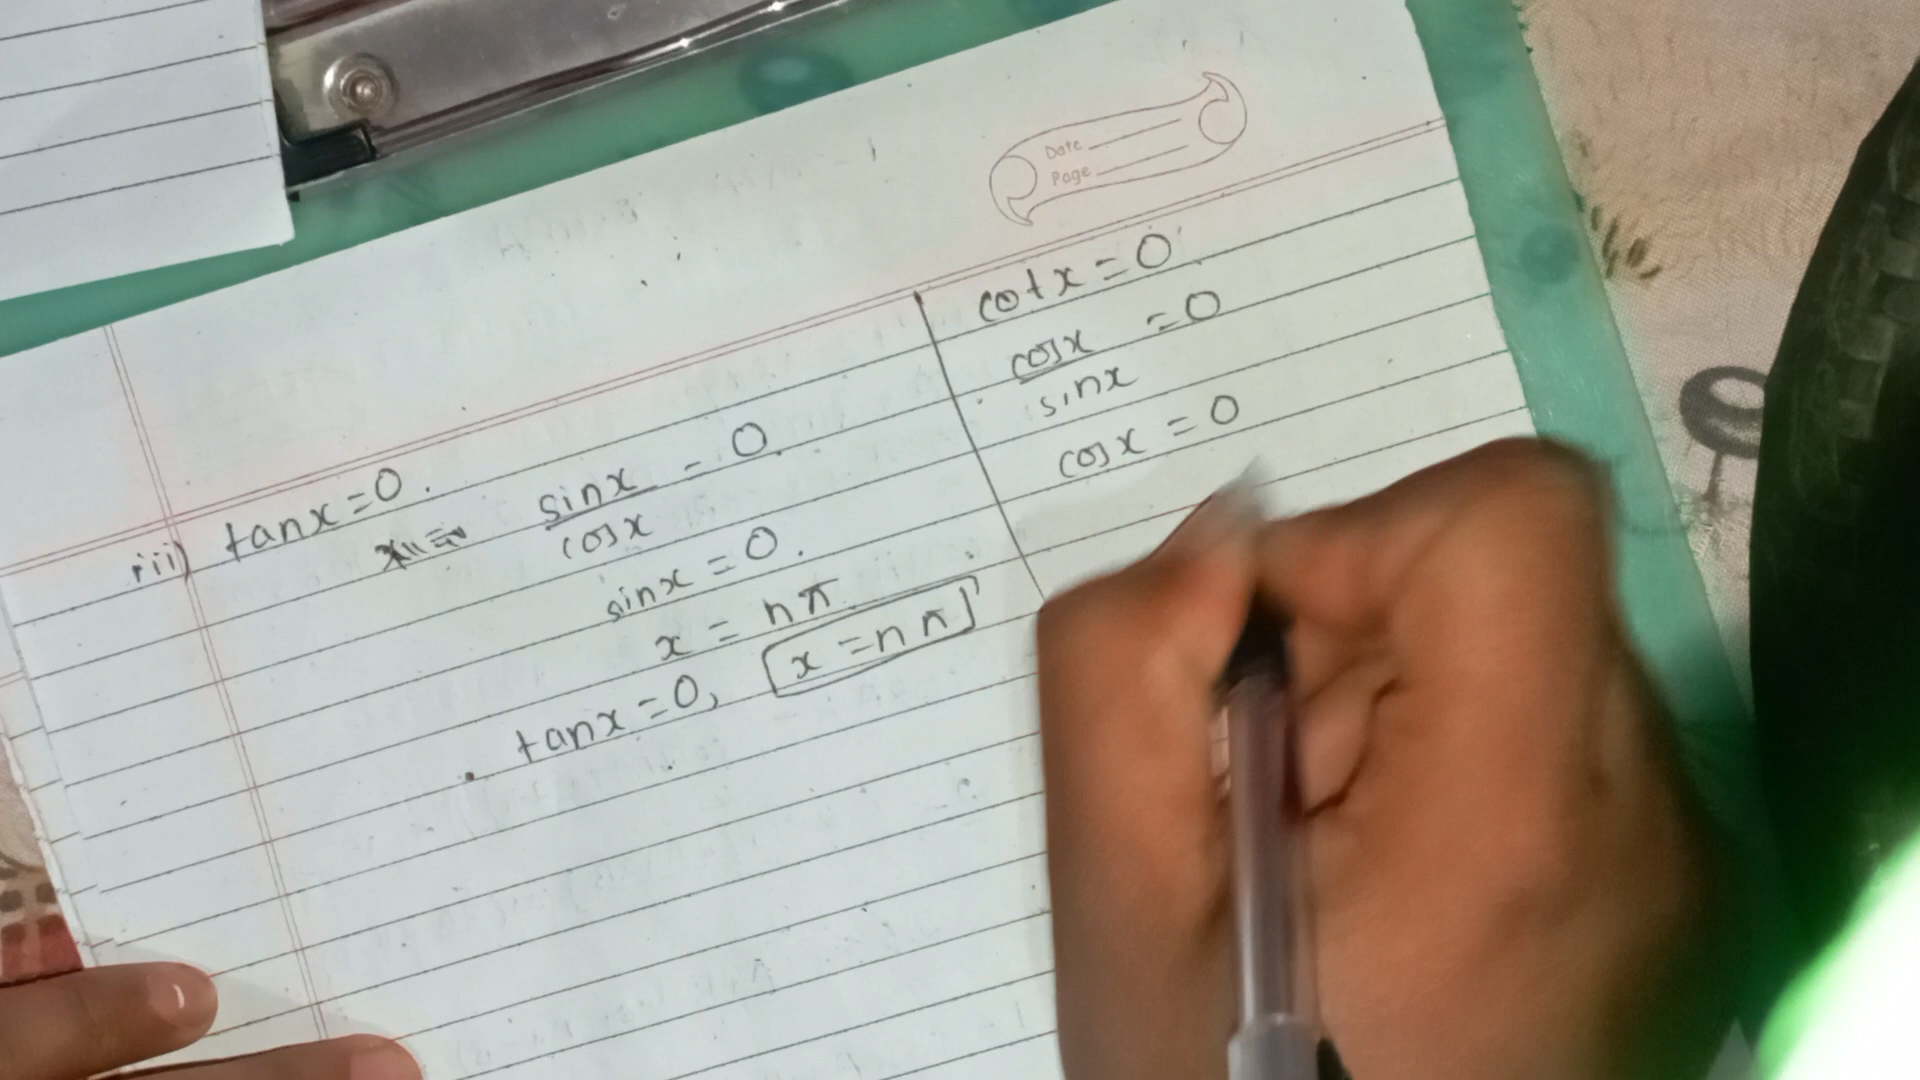 Date
Page
iii) tanx=0.
sinx/cosx = 0.
sinx = 0.
x = nπ
tanx=0, x=nπ
cotx=0
cosx/sinx =0
cosx = 0